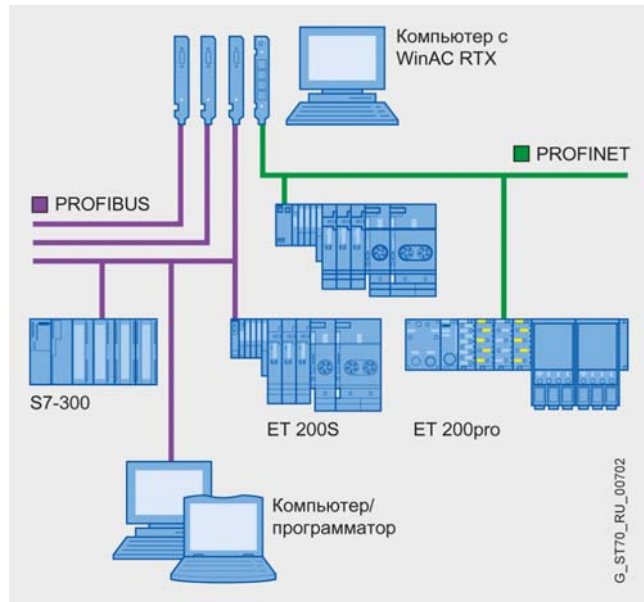 Компьютер с
WinAC RTX
PROFINET
PROFIBUS
S7-300
ET 200S
ET 200pro
Компьютер/
программатор
G_ST70_RU_00702